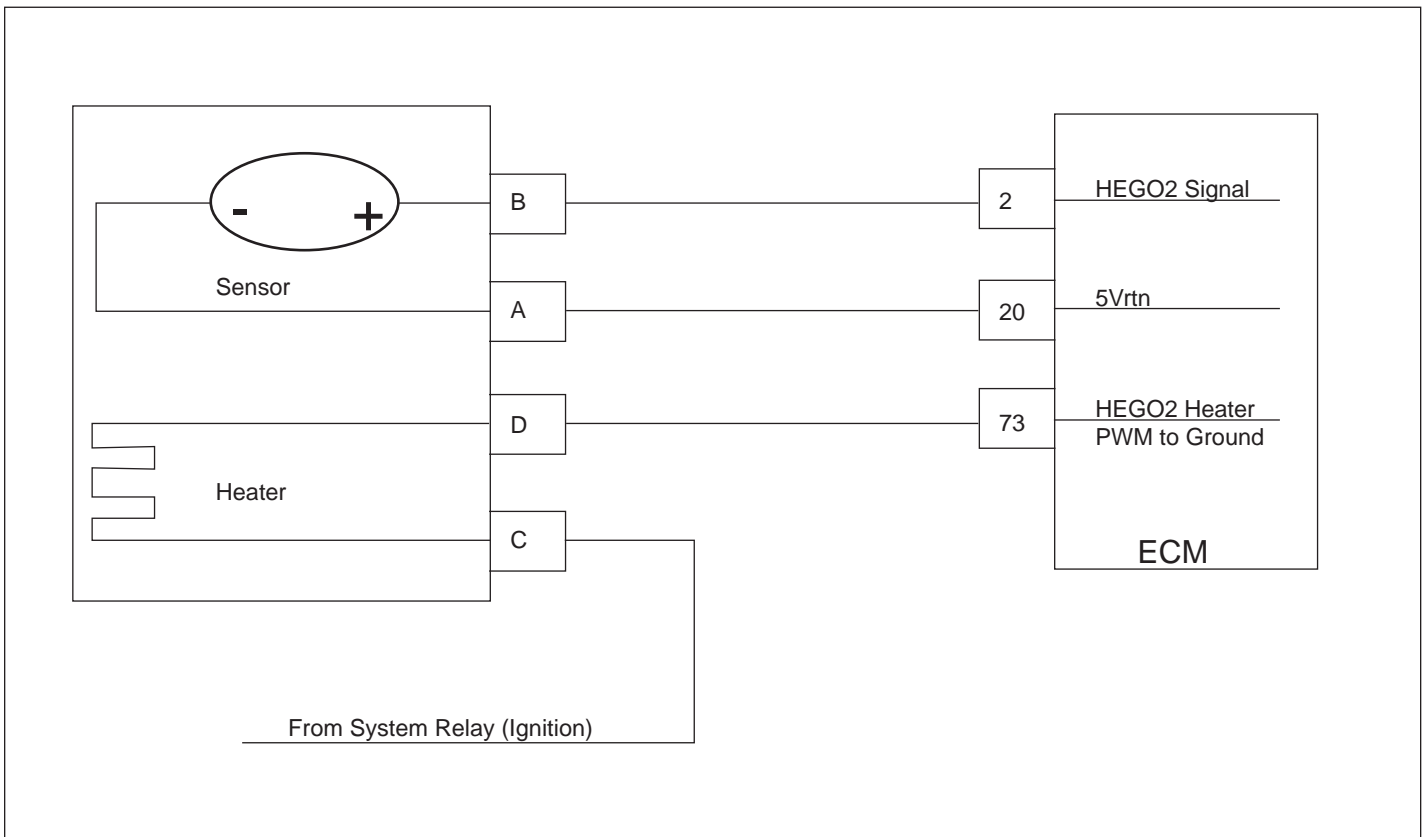 B
2
HEGO2 Signal
-
+
Sensor
A
20
5Vrtn
D
73
HEGO2 Heater
PWM to Ground
Heater
C
ECM
From System Relay (Ignition)